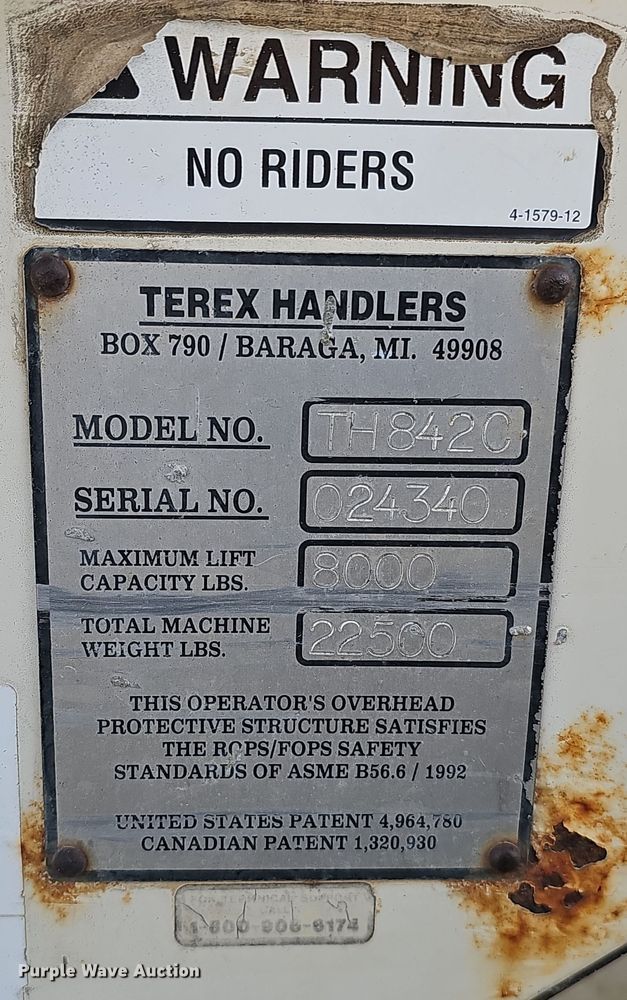 WARNING
NO RIDERS
4-1579-12
TEREX HANDLERS
BOX 790 / BARAGA, MI. 49908
MODEL NO. TH842C
SERIAL NO. 024340
MAXIMUM LIFT
CAPACITY LBS. 8000
TOTAL MACHINE
WEIGHT LBS. 22500
THIS OPERATOR'S OVERHEAD
PROTECTIVE STRUCTURE SATISFIES
THE ROPS/FOPS SAFETY
STANDARDS OF ASME B56.6 / 1992
UNITED STATES PATENT 4,964,780
CANADIAN PATENT 1,320,930
FOR TECHNICAL SUPPORT
Purple Wave Auction